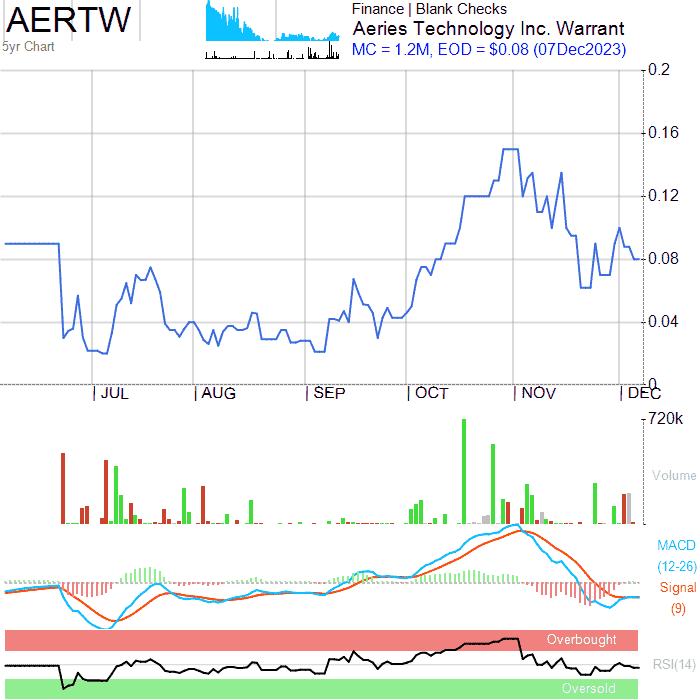 AERTW
5yr Chart
Finance | Blank Checks
Aeries Technology Inc. Warrant
MC = 1.2M, EOD = $0.08 (07Dec2023)
0.2
0.16
0.12
0.08
0.04
0
JUL AUG SEP OCT NOV DEC
720k
Volume
MACD
(12-26)
Signal
(9)
Overbought
RSI(14)
Oversold